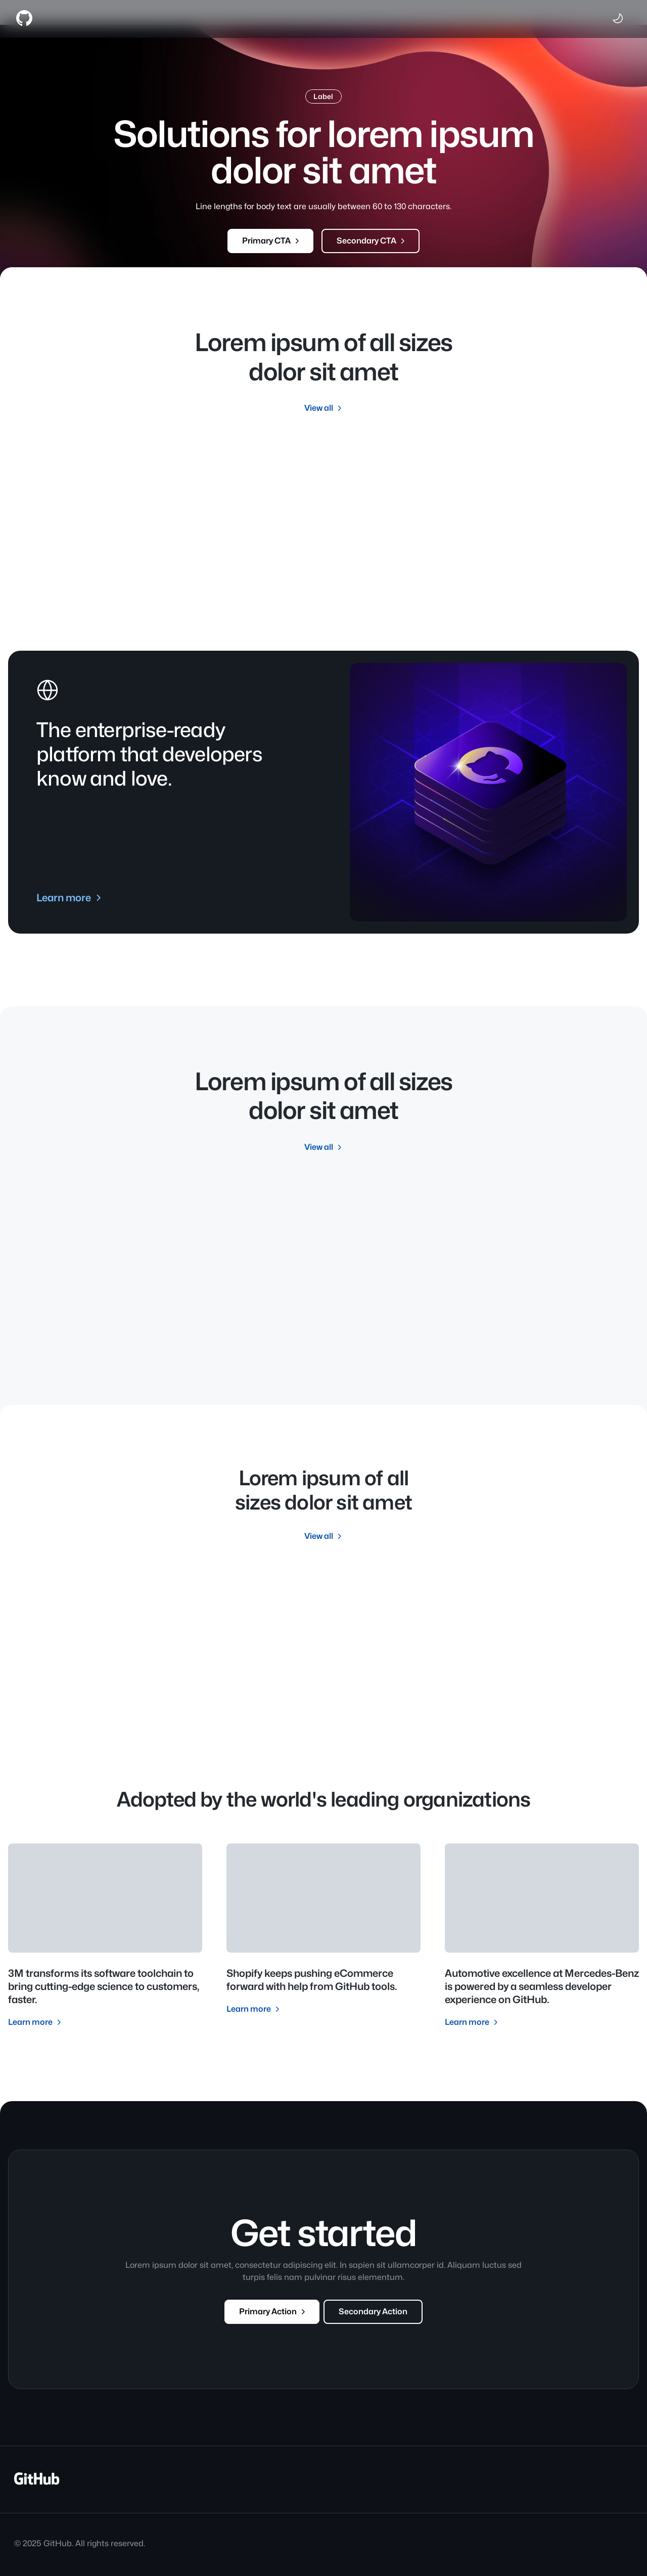 Label
Solutions for lorem ipsum
dolor sit amet
Line lengths for body text are usually between 60 to 130 characters.
Primary CTA
Secondary CTA
Lorem ipsum of all sizes
dolor sit amet
View all
The enterprise-ready
platform that developers
know and love.
Learn more
Lorem ipsum of all sizes
dolor sit amet
View all
Lorem ipsum of all
sizes dolor sit amet
View all
Adopted by the world's leading organizations
3M transforms its software toolchain to
bring cutting-edge science to customers,
faster.
Learn more
Shopify keeps pushing eCommerce
forward with help from GitHub tools.
Learn more
Automotive excellence at Mercedes-Benz
is powered by a seamless developer
experience on GitHub.
Learn more
Get started
Lorem ipsum dolor sit amet, consectetur adipiscing elit. In sapien sit ullamcorper id. Aliquam luctus sed
turpis felis nam pulvinar risus elementum.
Primary Action
Secondary Action
GitHub
© 2025 GitHub. All rights reserved.